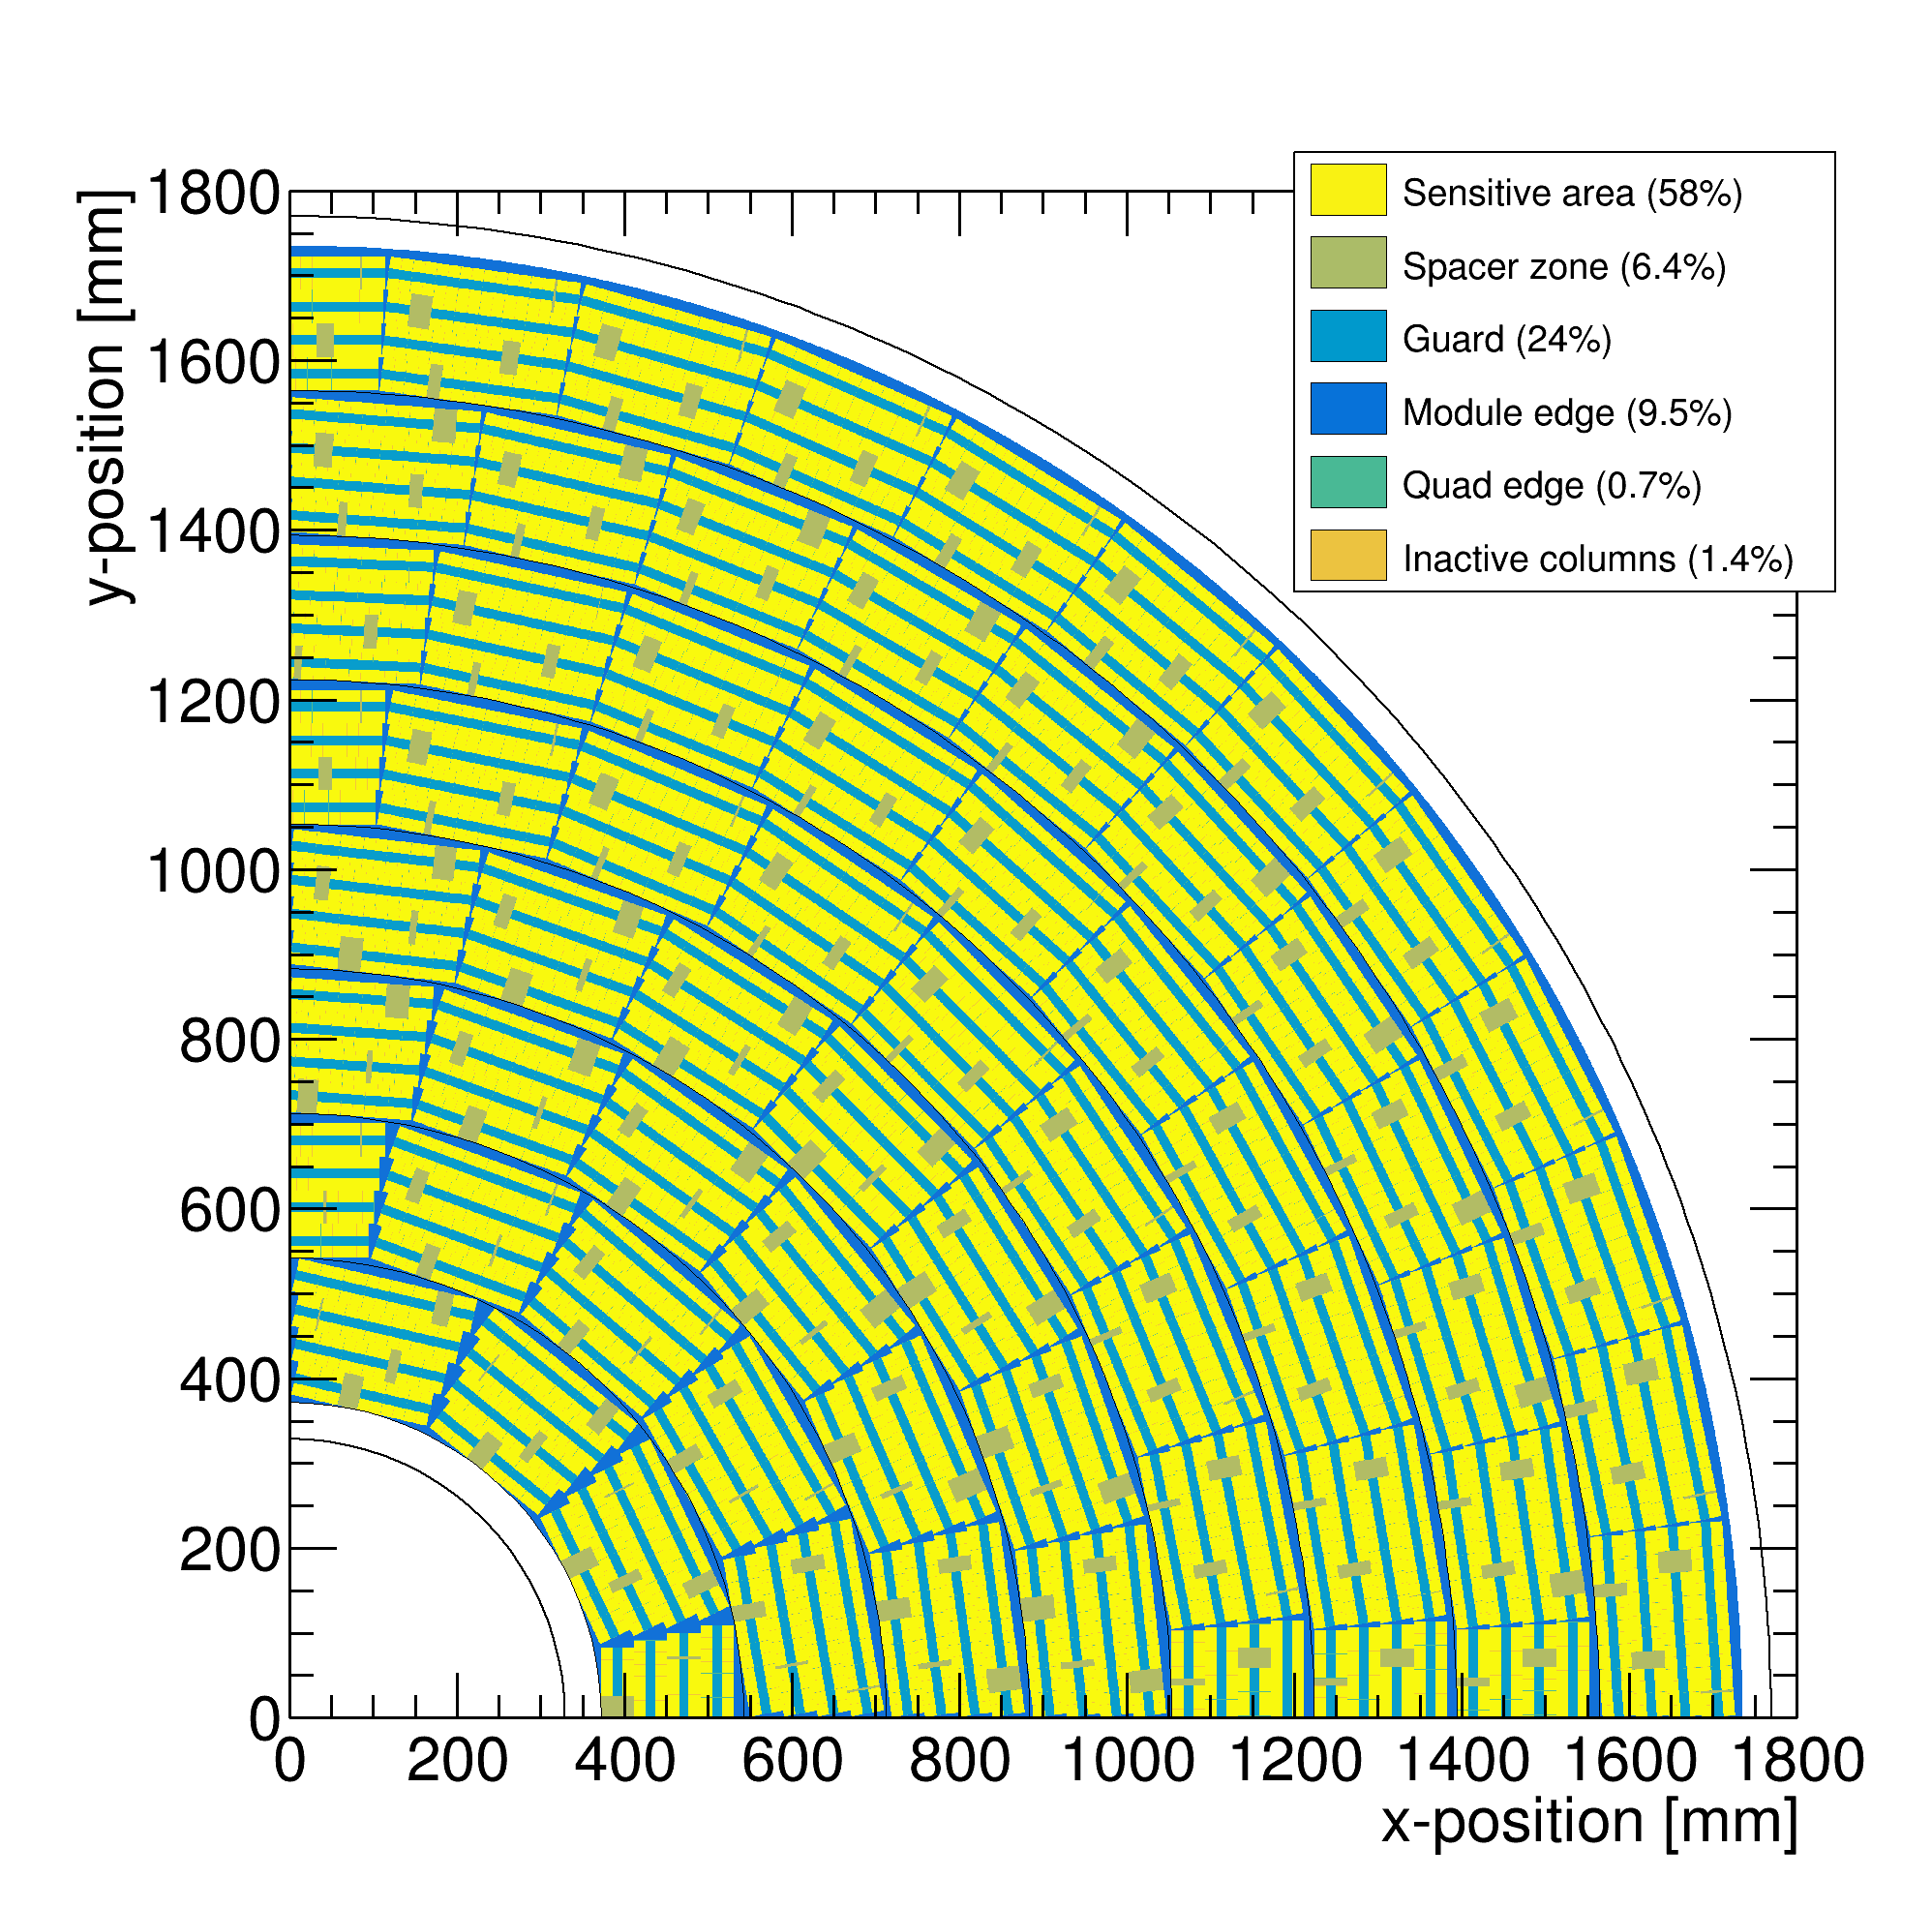 Sensitive area (58%)
Spacer zone (6.4%)
Guard (24%)
Module edge (9.5%)
Quad edge (0.7%)
Inactive columns (1.4%)
y-position [mm]
1800
1600
1400
1200
1000
800
600
400
200
0
0 200 400 600 800 1000 1200 1400 1600 1800
x-position [mm]